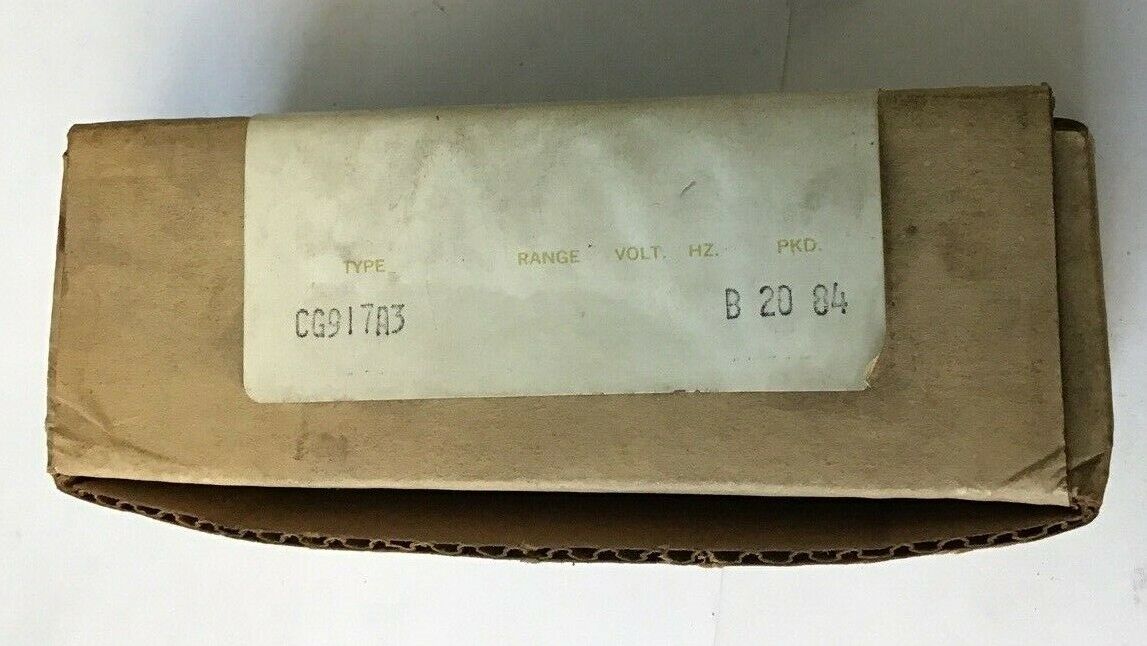 TYPE RANGE VOLT. HZ. PKD.
CG917A3 B 20 84